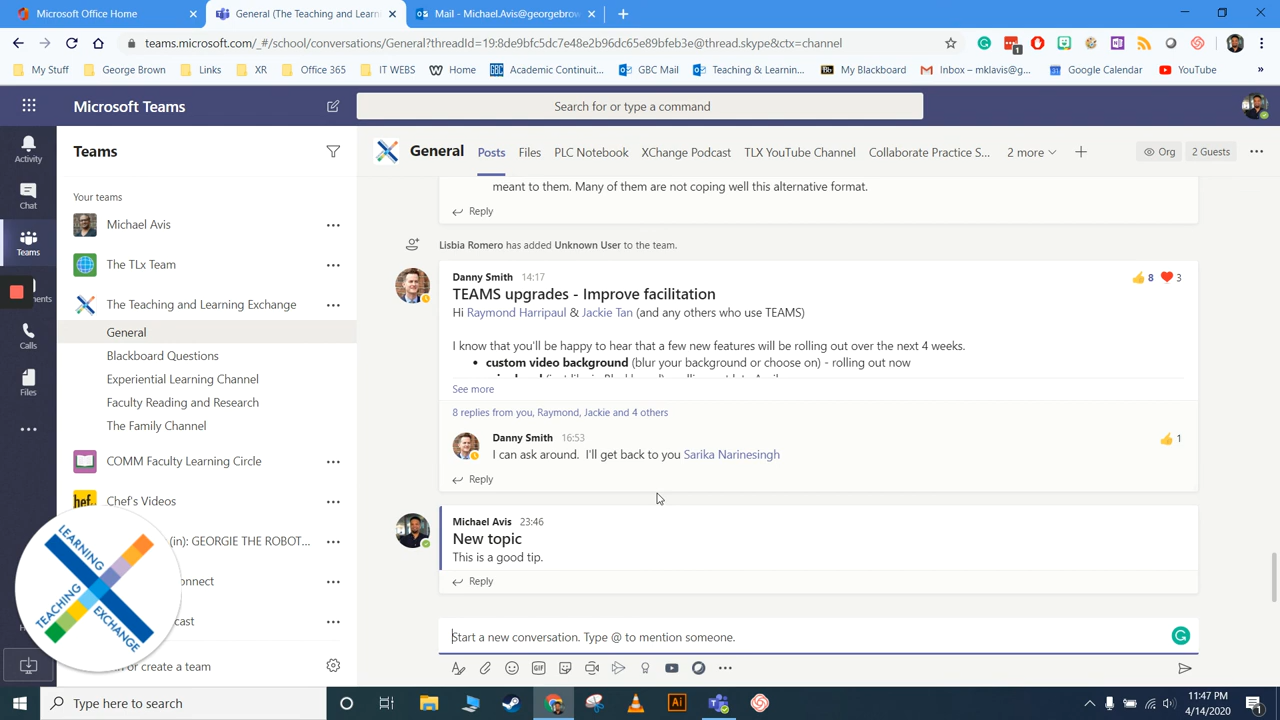 Microsoft Office Home
General (The Teaching and Learn
Mail - Mavis@georgebrow
teams.microsoft.com/_#/school/conversations/General?threadId=19:8de9bfc5dc7e48e2b96dc65e89bfeb3e@thread.skype&ctx=channel
1
My Stuff
George Brown
Links
XR
Office 365
IT WEBS
Home
Academic Continuit...
GBC Mail
Teaching & Learnin...
My Blackboard
Inbox – mklavis@g...
Google Calendar
YouTube
»
Microsoft Teams
Search for or type a command
Activity
Chat
Teams
Calls
Files
Teams
Your teams
Michael Avis
The TLx Team
The Teaching and Learning Exchange
General
Blackboard Questions
Experiential Learning Channel
Faculty Reading and Research
The Family Channel
COMM Faculty Learning Circle
hef.
Chef's Videos
(in): GEORGIE THE ROBOT...
onnect
cast
or create a team
LEARNING
TEACHING
EXCHANGE
General
Posts
Files
PLC Notebook
XChange Podcast
TLX YouTube Channel
Collaborate Practice S...
2 more
Org
2 Guests
meant to them. Many of them are not coping well this alternative format.
Reply
Lisbia Romero has added Unknown User to the team.
Danny Smith 14:17
8
3
TEAMS upgrades - Improve facilitation
Hi Raymond Harripaul & Jackie Tan (and any others who use TEAMS)
I know that you'll be happy to hear that a few new features will be rolling out over the next 4 weeks.
• custom video background (blur your background or choose on) - rolling out now
See more
8 replies from you, Raymond, Jackie and 4 others
Danny Smith 16:53
1
I can ask around. I'll get back to you Sarika Narinesingh
Reply
Michael Avis 23:46
New topic
This is a good tip.
Reply
Start a new conversation. Type @ to mention someone.
GIF
Type here to search
Ai
11:47 PM
4/14/2020
1